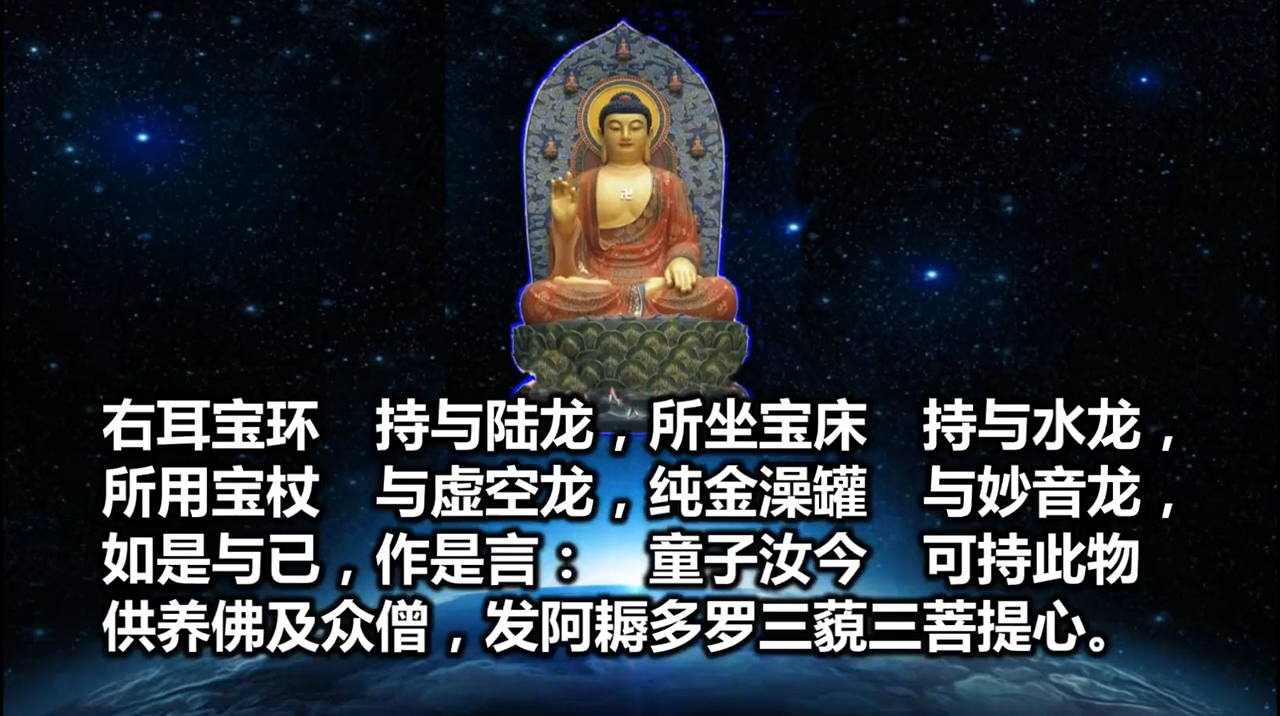 右耳宝环　持与陆龙，所坐宝床　持与水龙，
所用宝杖　与虚空龙，纯金澡罐　与妙音龙，
如是与已，作是言：　童子汝今　可持此物
供养佛及众僧，发阿耨多罗三藐三菩提心。